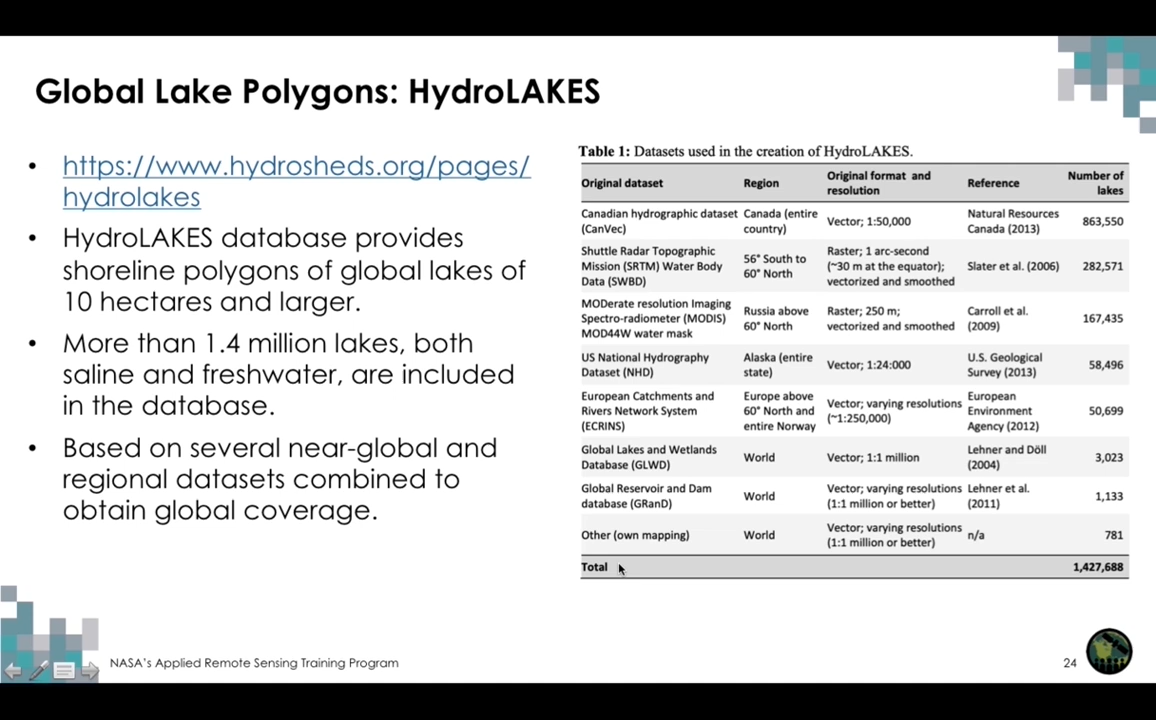 Global Lake Polygons: HydroLAKES
• https://www.hydrosheds.org/pages/
hydrolakes
• HydroLAKES database provides
shoreline polygons of global lakes of
10 hectares and larger.
• More than 1.4 million lakes, both
saline and freshwater, are included
in the database.
• Based on several near-global and
regional datasets combined to
obtain global coverage.
Table 1: Datasets used in the creation of HydroLAKES.
Original dataset Region Original format and resolution Reference Number of lakes
Canadian hydrographic dataset (CanVec) Canada (entire country) Vector; 1:50,000 Natural Resources Canada (2013) 863,550
Shuttle Radar Topographic Mission (SRTM) Water Body Data (SWBD) 56° South to 60° North Raster; 1 arc-second (~30 m at the equator); vectorized and smoothed Slater et al. (2006) 282,571
MODerate resolution Imaging Spectro-radiometer (MODIS) MOD44W water mask Russia above 60° North Raster; 250 m; vectorized and smoothed Carroll et al. (2009) 167,435
US National Hydrography Dataset (NHD) Alaska (entire state) Vector; 1:24:000 U.S. Geological Survey (2013) 58,496
European Catchments and Rivers Network System (ECRINS) Europe above 60° North and entire Norway Vector; varying resolutions (~1:250,000) European Environment Agency (2012) 50,699
Global Lakes and Wetlands Database (GLWD) World Vector; 1:1 million Lehner and Döll (2004) 3,023
Global Reservoir and Dam database (GRanD) World Vector; varying resolutions (1:1 million or better) Lehner et al. (2011) 1,133
Other (own mapping) World Vector; varying resolutions (1:1 million or better) n/a 781
Total 1,427,688
NASA's Applied Remote Sensing Training Program
24